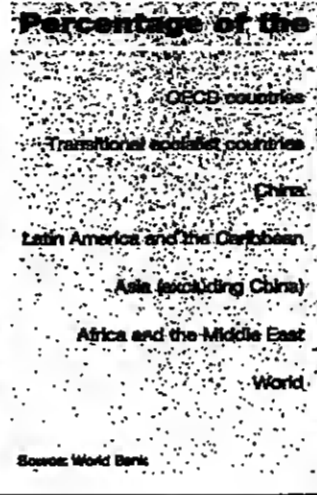 Percentage of the
OECD countries
Transitional socialist countries
China
Latin America and the Caribbean
Asia (excluding China)
Africa and the Middle East
World
Source: World Bank